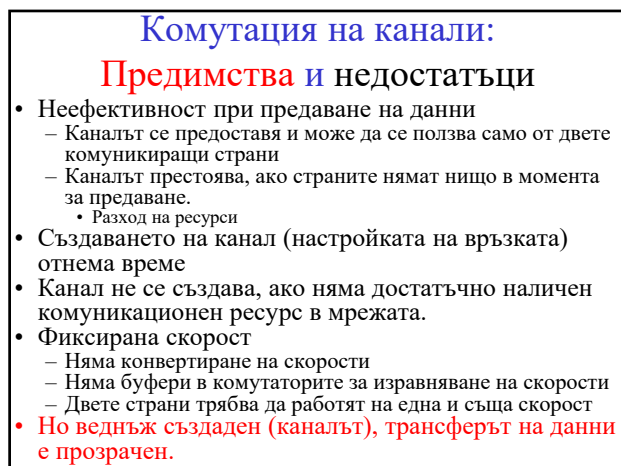 Комутация на канали:
Предимства и недостатъци
• Неефективност при предаване на данни
– Каналът се предоставя и може да се ползва само от двете
комуникиращи страни
– Каналът престоява, ако страните нямат нищо в момента
за предаване.
• Разход на ресурси
• Създаването на канал (настройката на връзката)
отнема време
• Канал не се създава, ако няма достатъчно наличен
комуникационен ресурс в мрежата.
• Фиксирана скорост
– Няма конвертиране на скорости
– Няма буфери в комутаторите за изравняване на скорости
– Двете страни трябва да работят на една и съща скорост
• Но веднъж създаден (каналът), трансферът на данни
е прозрачен.